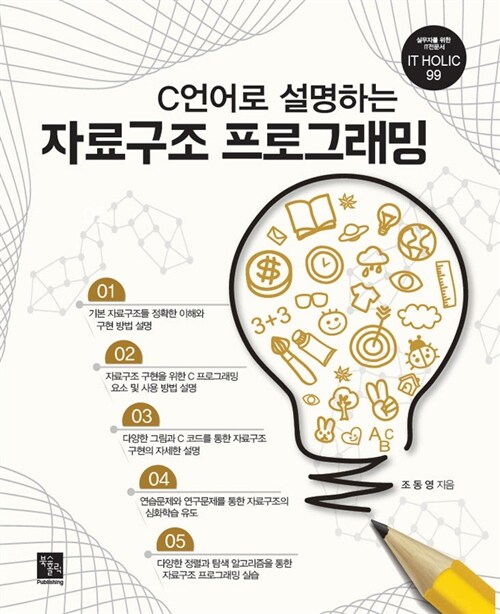 실무자를 위한
IT전문서
IT HOLIC
99
C언어로 설명하는
자료구조 프로그래밍
3+3
01
기본 자료구조들 정확한 이해와
구현 방법 설명
02
자료구조 구현을 위한 C 프로그래밍
요소 및 사용 방법 설명
03
다양한 그림과 C 코드를 통한 자료구조
구현의 자세한 설명
A
B
C
04
연습문제와 연구문제를 통한 자료구조의
심화학습 유도
조동영 지음
05
다양한 정렬과 탐색 알고리즘을 통한
자료구조 프로그래밍 실습
북스홀릭
Publishing